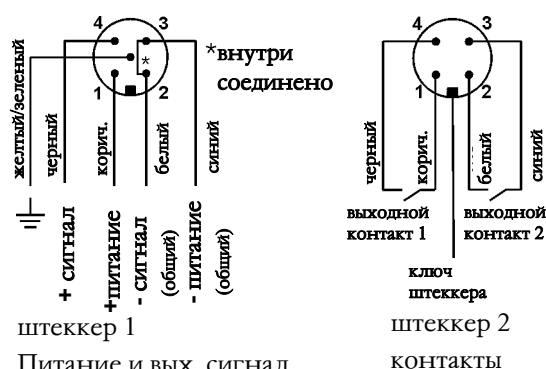 4
3
1
2
*
*внутри
соединено
желтый/зеленый
черный
корич.
белый
синий
+ сигнал
+питание
- сигнал
(общий)
- питание
(общий)
штеккер 1
Питание и вых. сигнал
4
3
1
2
черный
корич.
белый
синий
выходной
контакт 1
выходной
контакт 2
ключ
штеккера
штеккер 2
контакты